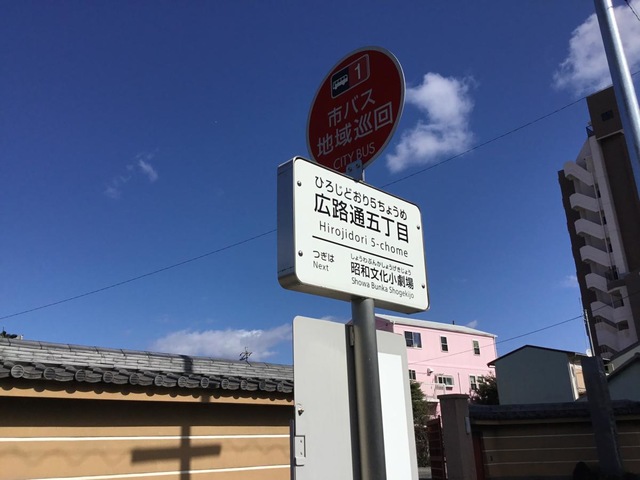 1
市バス
地域巡回
CITY BUS
ひろじどおり5ちょうめ
広路通五丁目
Hirojidori 5-chome
つぎは
Next
しょうわぶんかしょうげきじょう
昭和文化小劇場
Showa Bunka Shogekijo